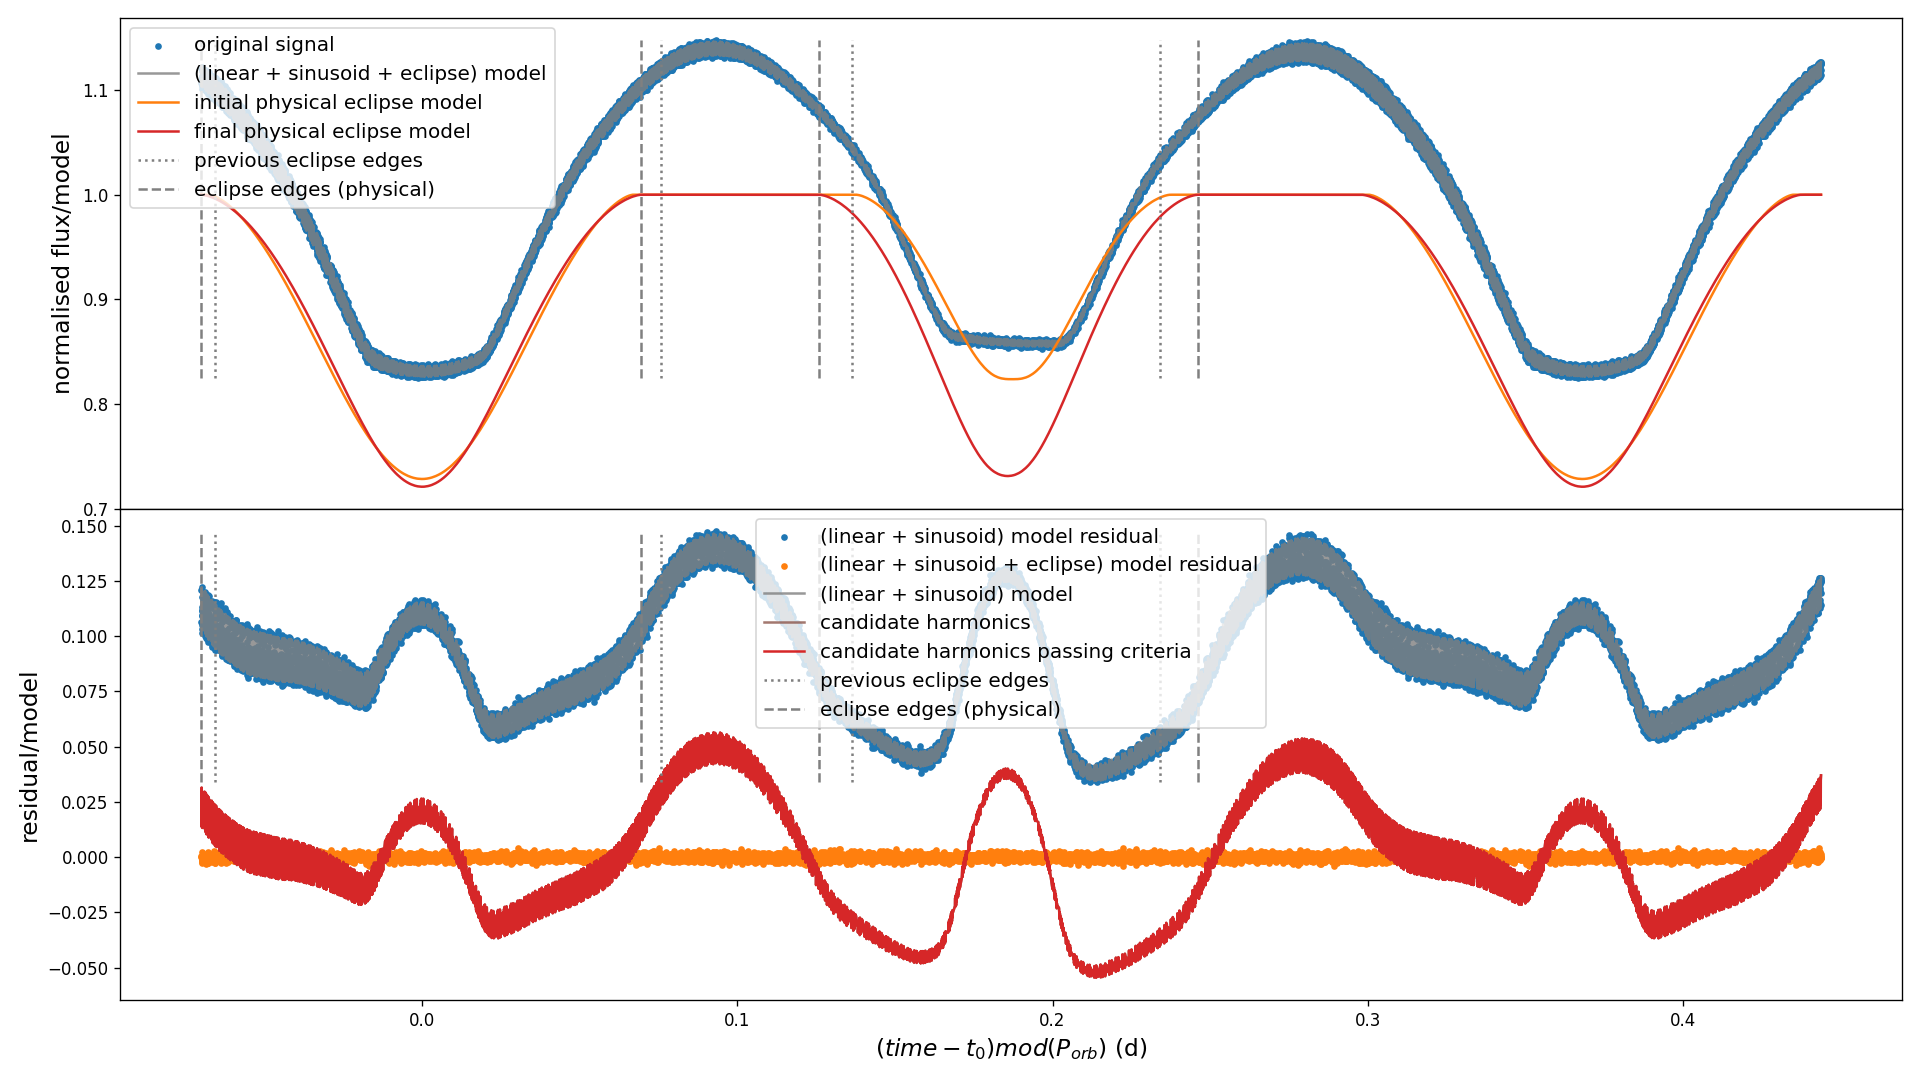 original signal
(linear + sinusoid + eclipse) model
initial physical eclipse model
final physical eclipse model
previous eclipse edges
eclipse edges (physical)
normalised flux/model
1.1
1.0
0.9
0.8
0.7
(linear + sinusoid) model residual
(linear + sinusoid + eclipse) model residual
(linear + sinusoid) model
candidate harmonics
candidate harmonics passing criteria
previous eclipse edges
eclipse edges (physical)
residual/model
0.150
0.125
0.100
0.075
0.050
0.025
0.000
−0.025
−0.050
0.0 0.1 0.2 0.3 0.4
(time − t₀)mod(Pₒᵣb) (d)